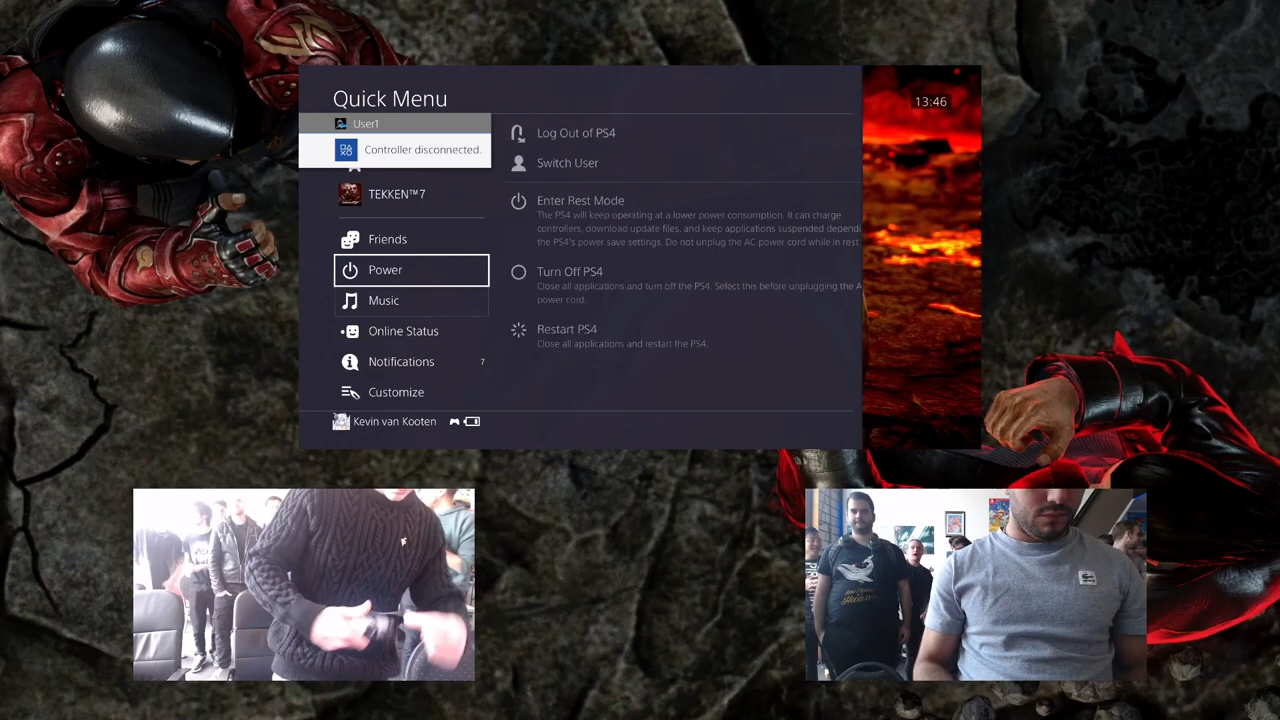 Quick Menu
13:46
User1
Controller disconnected.
TEKKEN™7
Friends
Power
Music
Online Status
Notifications 7
Customize
Kevin van Kooten
Log Out of PS4
Switch User
Enter Rest Mode
The PS4 will keep operating at a lower power consumption. It can charge
controllers, download update files, and keep applications suspended dependi
the PS4's power save settings. Do not unplug the AC power cord while in rest
Turn Off PS4
Close all applications and turn off the PS4. Select this before unplugging the A
power cord.
Restart PS4
Close all applications and restart the PS4.